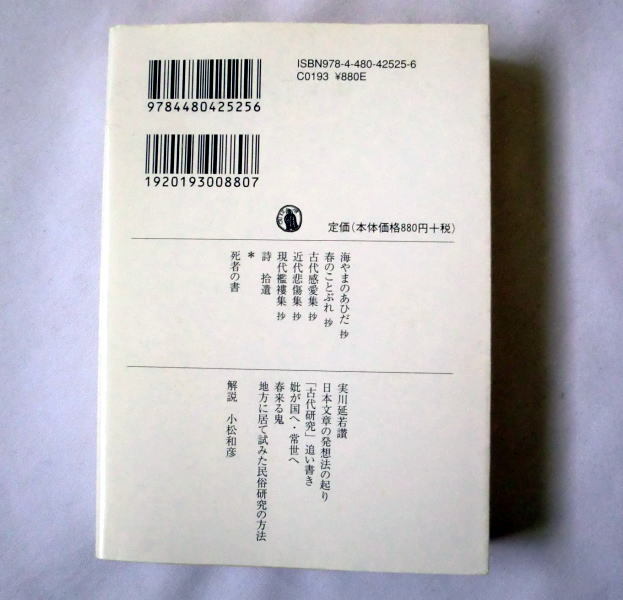 ISBN978-4-480-42525-6
C0193 ¥880E
9784480425256
1920193008807
定価(本体価格880円+税)
海やまのあひだ 抄
春のことぶれ 抄
古代感愛集 抄
近代悲傷集 抄
現代襤褸集 抄
詩 拾遺
*
死者の書
実川延若讃
日本文章の発想法の起り
「古代研究」追い書き
妣が国へ・常世へ
春来る鬼
地方に居て試みた民俗研究の方法
解説 小松和彦